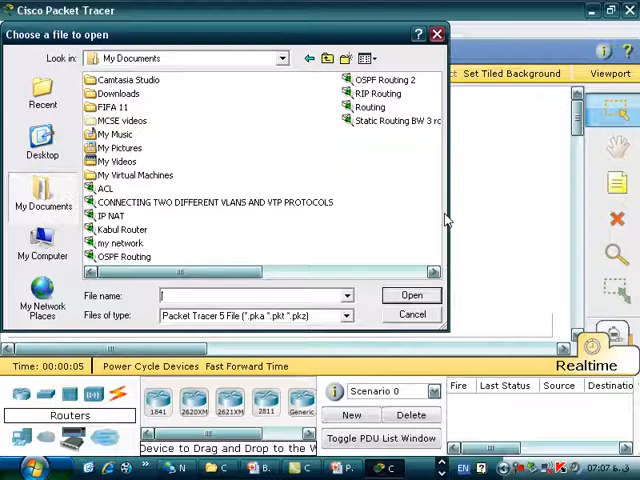 Cisco Packet Tracer
Choose a file to open
Look in: My Documents
Set Tiled Background
Viewport
Recent
Desktop
My Documents
My Computer
My Network Places
Camtasia Studio
Downloads
FIFA 11
MCSE videos
My Music
My Pictures
My Videos
My Virtual Machines
ACL
CONNECTING TWO DIFFERENT VLANS AND VTP PROTOCOLS
IP NAT
Kabul Router
my network
OSPF Routing
OSPF Routing 2
RIP Routing
Routing
Static Routing BW 3 ro
File name:
Open
Files of type: Packet Tracer 5 File (*.pka *.pkt *.pkz)
Cancel
Realtime
Time: 00:00:05 Power Cycle Devices Fast Forward Time
Routers
1841 2620XM 2621XM 2811 Generic
Device to Drag and Drop to the W
Scenario 0
New Delete
Toggle PDU List Window
Fire Last Status Source Destinatio
N C B. C P. C
EN
07:07 ق.ظ